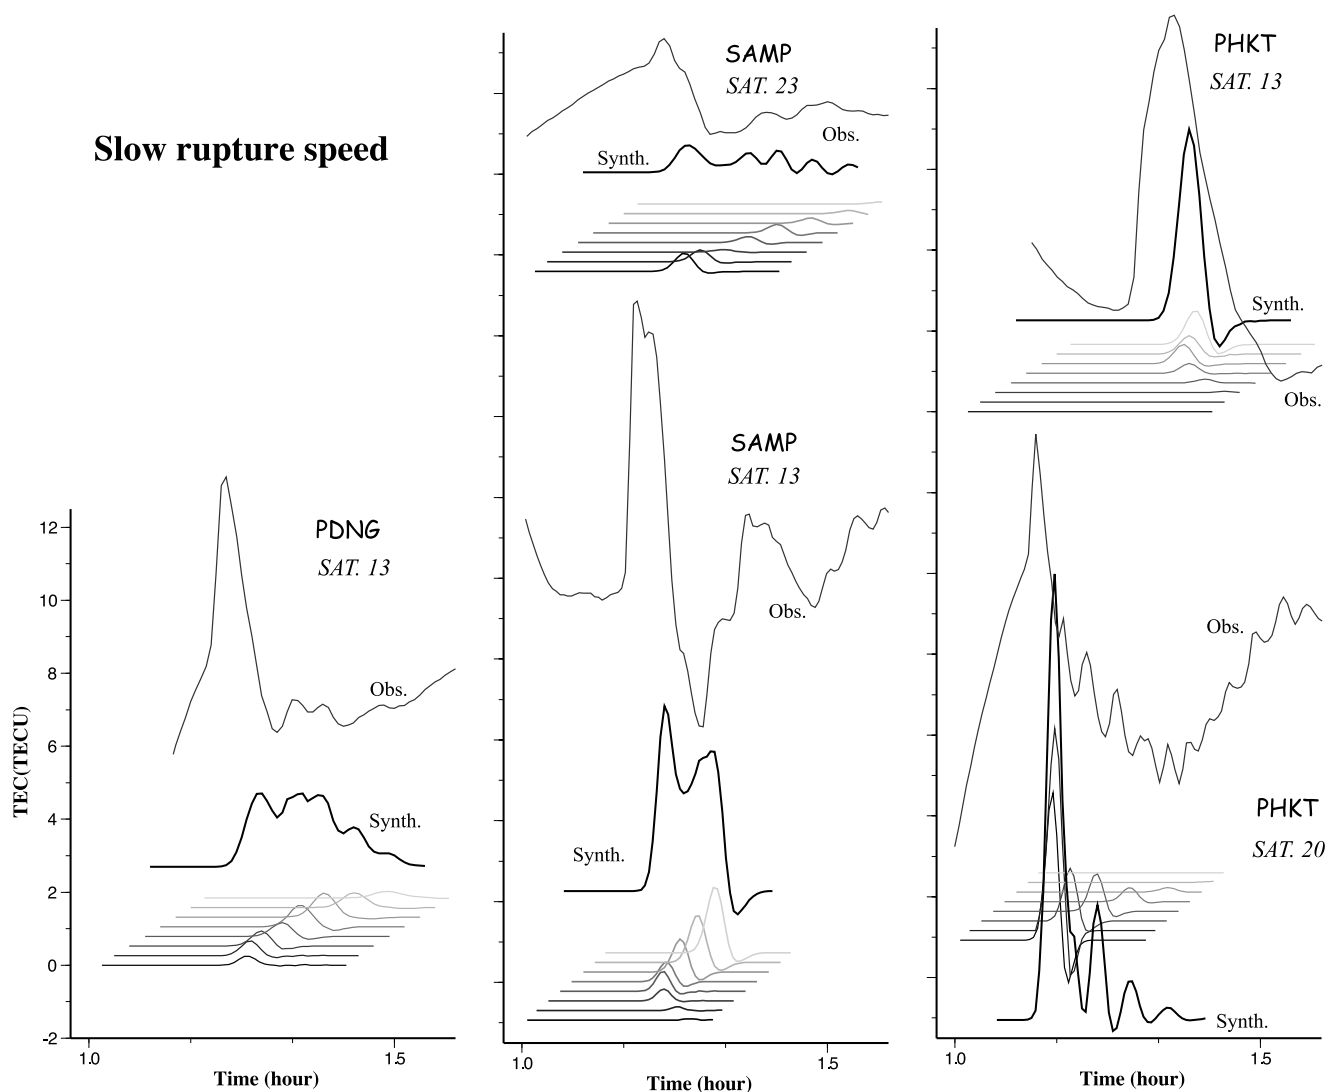 Slow rupture speed
SAMP
SAT. 23
Obs.
Synth.
PHKT
SAT. 13
Synth.
Obs.
SAMP
SAT. 13
Obs.
Synth.
PDNG
SAT. 13
Obs.
Synth.
PHKT
SAT. 20
Obs.
Synth.
TEC(TECU)
12
10
8
6
4
2
0
-2
1.0 1.5
Time (hour)
1.0 1.5
Time (hour)
1.0 1.5
Time (hour)